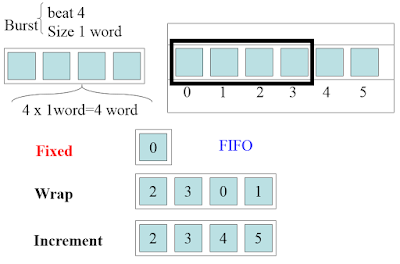 Burst { beat 4
Size 1 word
4 x 1word=4 word
0 1 2 3 4 5
Fixed 0 FIFO
Wrap 2 3 0 1
Increment 2 3 4 5